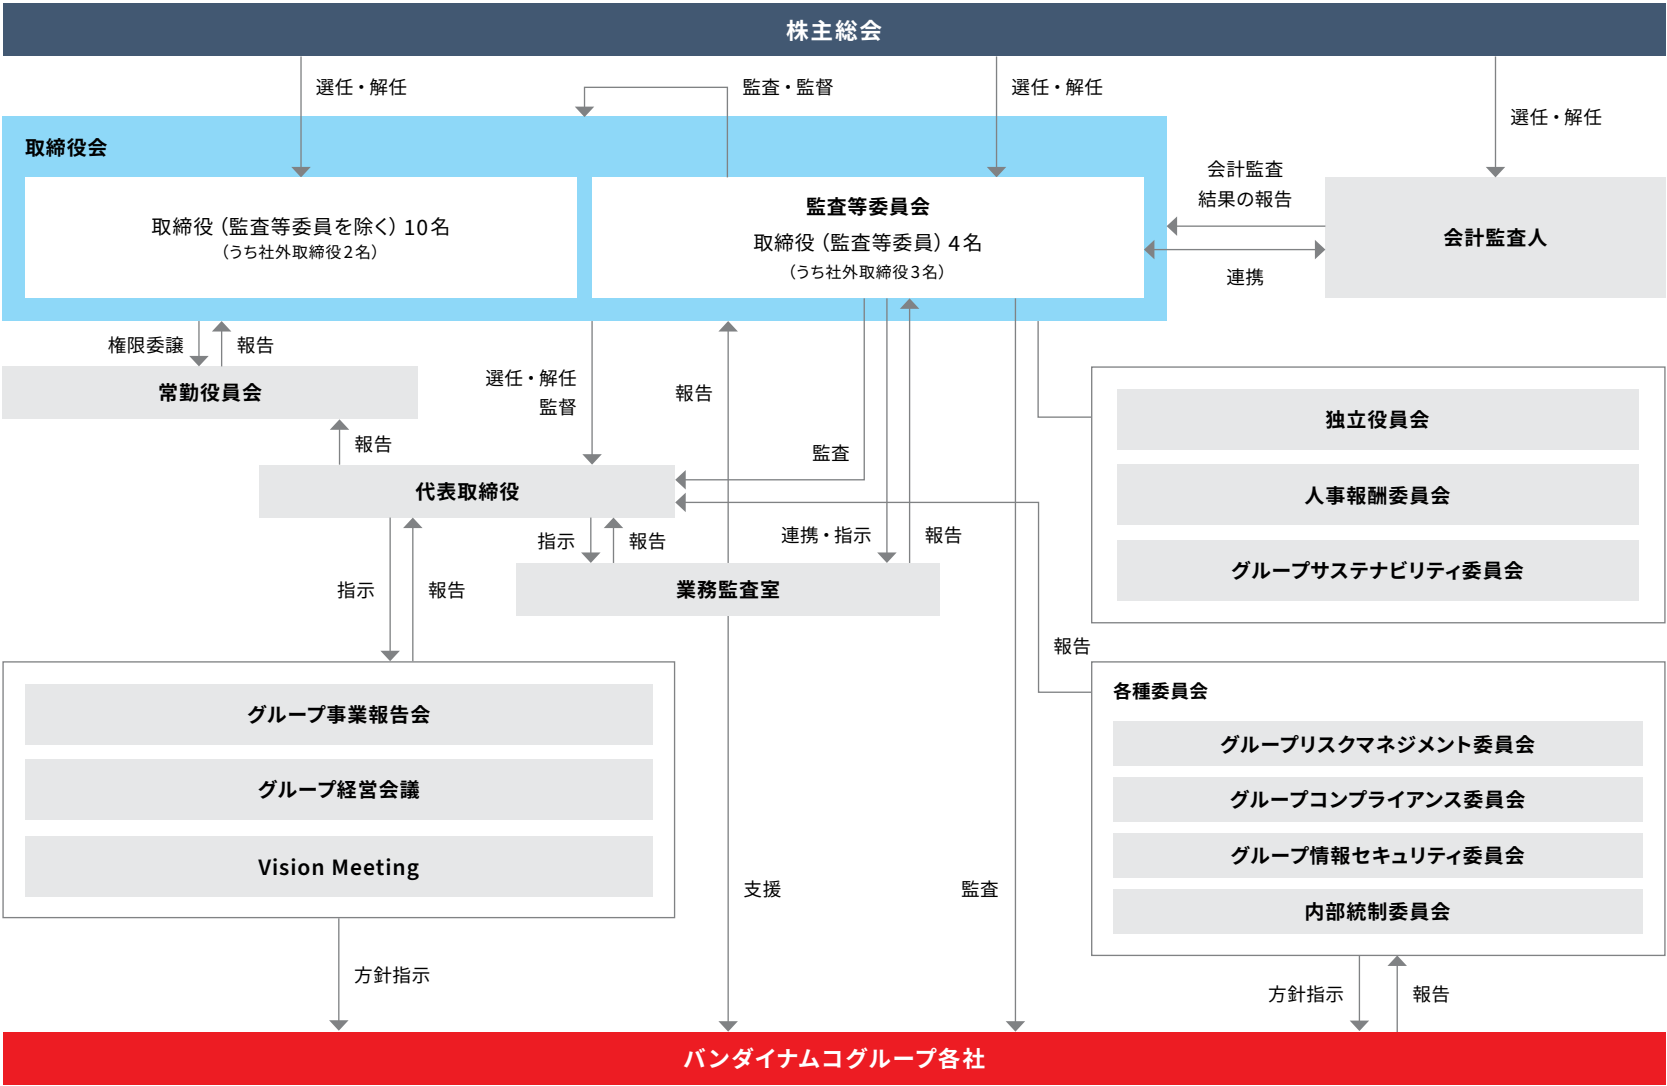 株主総会
選任・解任
監査・監督
選任・解任
選任・解任
取締役会
取締役（監査等委員を除く）10名
（うち社外取締役2名）
監査等委員会
取締役（監査等委員）4名
（うち社外取締役3名）
会計監査
結果の報告
連携
会計監査人
権限委譲
報告
常勤役員会
選任・解任
監督
報告
報告
監査
代表取締役
指示
報告
連携・指示
報告
指示
報告
業務監査室
独立役員会
人事報酬委員会
グループサステナビリティ委員会
報告
グループ事業報告会
グループ経営会議
Vision Meeting
各種委員会
グループリスクマネジメント委員会
グループコンプライアンス委員会
グループ情報セキュリティ委員会
内部統制委員会
支援
監査
方針指示
方針指示
報告
バンダイナムコグループ各社